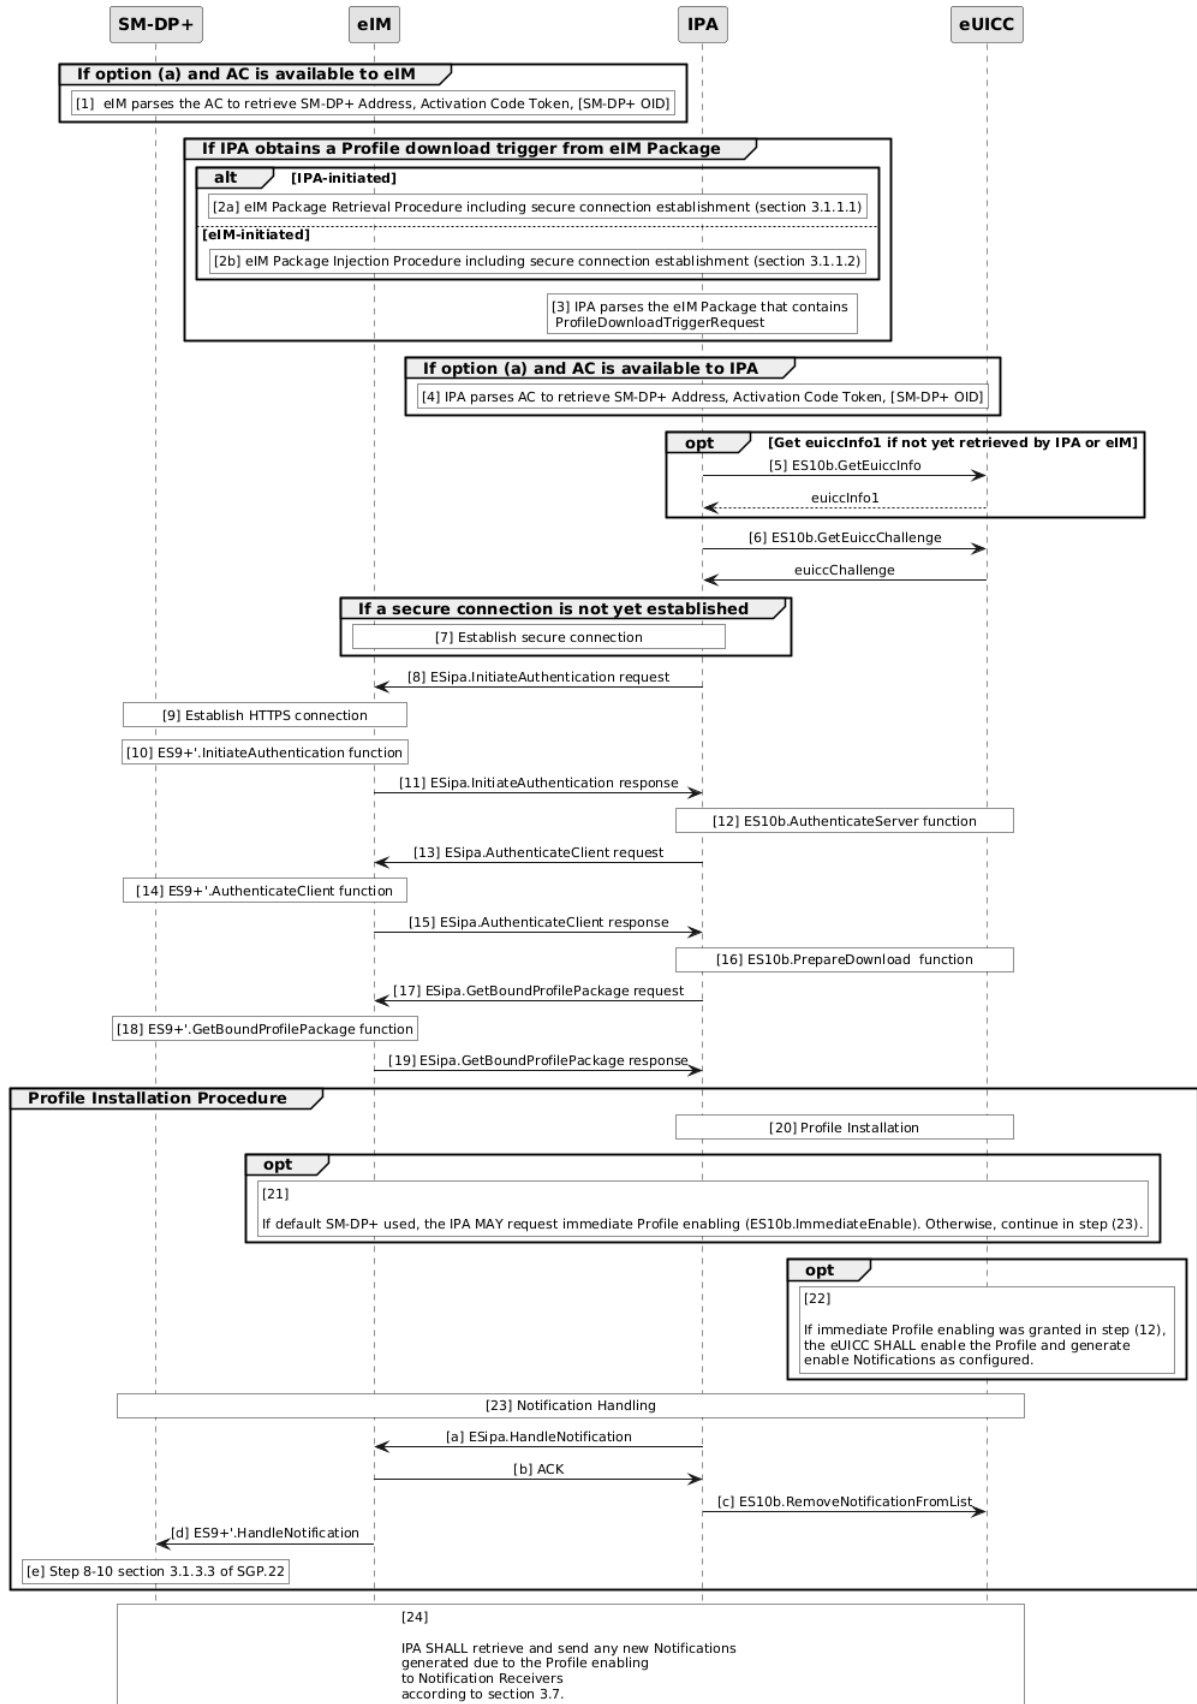 SM-DP+ eIM IPA eUICC
If option (a) and AC is available to eIM
[1] eIM parses the AC to retrieve SM-DP+ Address, Activation Code Token, [SM-DP+ OID]
If IPA obtains a Profile download trigger from eIM Package
alt [IPA-initiated]
[2a] eIM Package Retrieval Procedure including secure connection establishment (section 3.1.1.1)
[eIM-initiated]
[2b] eIM Package Injection Procedure including secure connection establishment (section 3.1.1.2)
[3] IPA parses the eIM Package that contains
ProfileDownloadTriggerRequest
If option (a) and AC is available to IPA
[4] IPA parses AC to retrieve SM-DP+ Address, Activation Code Token, [SM-DP+ OID]
opt [Get euiccInfo1 if not yet retrieved by IPA or eIM]
[5] ES10b.GetEuiccInfo
euiccInfo1
[6] ES10b.GetEuiccChallenge
euiccChallenge
If a secure connection is not yet established
[7] Establish secure connection
[8] ESipa.InitiateAuthentication request
[9] Establish HTTPS connection
[10] ES9+'.InitiateAuthentication function
[11] ESipa.InitiateAuthentication response
[12] ES10b.AuthenticateServer function
[13] ESipa.AuthenticateClient request
[14] ES9+'.AuthenticateClient function
[15] ESipa.AuthenticateClient response
[16] ES10b.PrepareDownload function
[17] ESipa.GetBoundProfilePackage request
[18] ES9+'.GetBoundProfilePackage function
[19] ESipa.GetBoundProfilePackage response
Profile Installation Procedure
[20] Profile Installation
opt
[21]
If default SM-DP+ used, the IPA MAY request immediate Profile enabling (ES10b.ImmediateEnable). Otherwise, continue in step (23).
opt
[22]
If immediate Profile enabling was granted in step (12),
the eUICC SHALL enable the Profile and generate
enable Notifications as configured.
[23] Notification Handling
[a] ESipa.HandleNotification
[b] ACK
[c] ES10b.RemoveNotificationFromList
[d] ES9+'.HandleNotification
[e] Step 8-10 section 3.1.3.3 of SGP.22
[24]
IPA SHALL retrieve and send any new Notifications
generated due to the Profile enabling
to Notification Receivers
according to section 3.7.